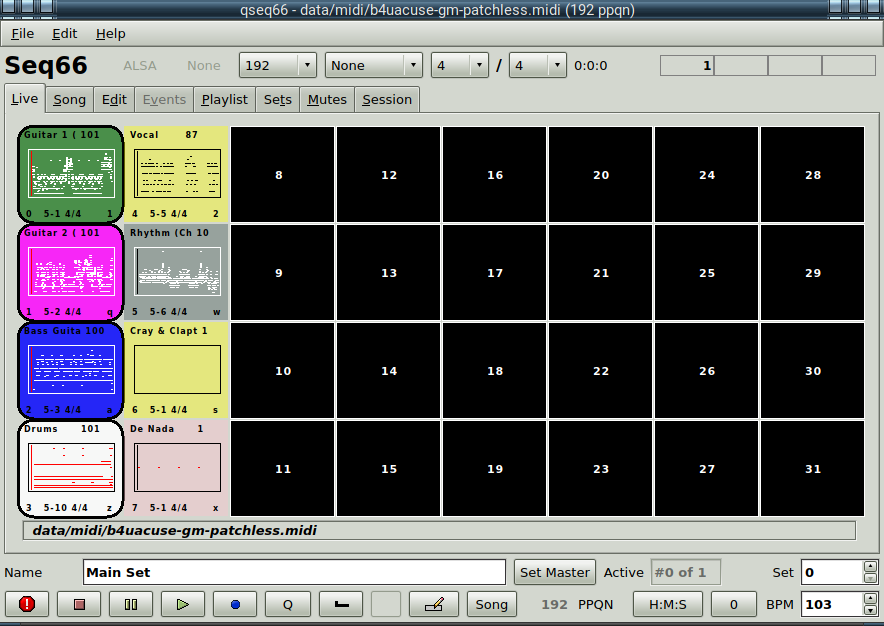 qseq66 - data/midi/b4uacuse-gm-patchless.midi (192 ppqn)
File Edit Help
Seq66 ALSA None 192 None 4 / 4 0:0:0 1
Live Song Edit Events Playlist Sets Mutes Session
Guitar 1 ( 101 Vocal 87
8 12 16 20 24 28
0 5-1 4/4 1 4 5-5 4/4 2
Guitar 2 ( 101 Rhythm (Ch 10
9 13 17 21 25 29
1 5-2 4/4 q 5 5-6 4/4 w
Bass Guita 100 Cray & Clapt 1
10 14 18 22 26 30
2 5-3 4/4 a 6 5-1 4/4 s
Drums 101 De Nada 1
11 15 19 23 27 31
3 5-10 4/4 z 7 5-1 4/4 x
data/midi/b4uacuse-gm-patchless.midi
Name Main Set Set Master Active #0 of 1 Set 0
Q Song 192 PPQN H:M:S 0 BPM 103